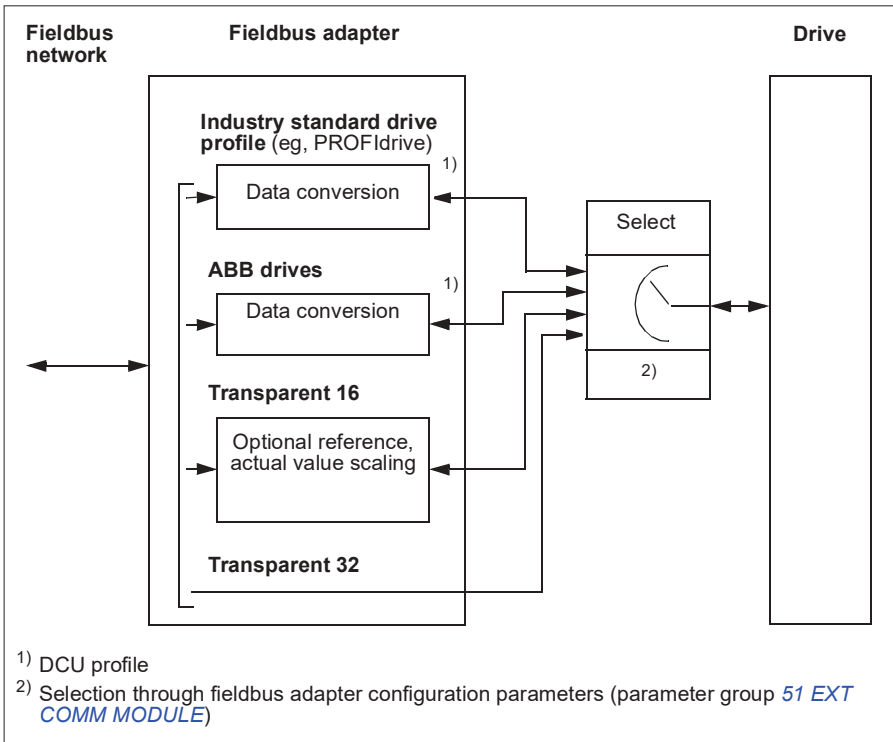 Fieldbus
network
Fieldbus adapter
Drive
Industry standard drive
profile (eg, PROFIdrive)
1)
Data conversion
Select
ABB drives
1)
Data conversion
2)
Transparent 16
Optional reference,
actual value scaling
Transparent 32
1) DCU profile
2) Selection through fieldbus adapter configuration parameters (parameter group 51 EXT
COMM MODULE)